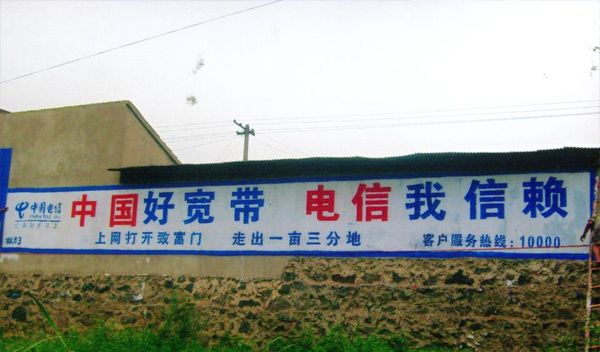 中国电信
中国好宽带 电信我信赖
上网打开致富门 走出一亩三分地 客户服务热线：10000